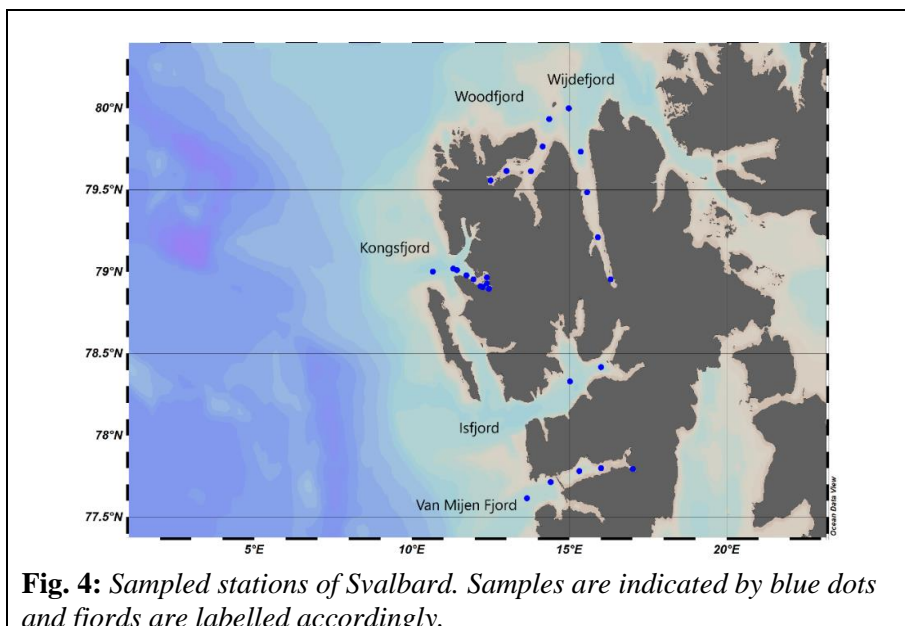 80°N
79.5°N
79°N
78.5°N
78°N
77.5°N
5°E
10°E
15°E
20°E
Woodfjord
Wijdefjord
Kongsfjord
Isfjord
Van Mijen Fjord
Ocean Data View
Fig. 4: Sampled stations of Svalbard. Samples are indicated by blue dots
and fjords are labelled accordingly.